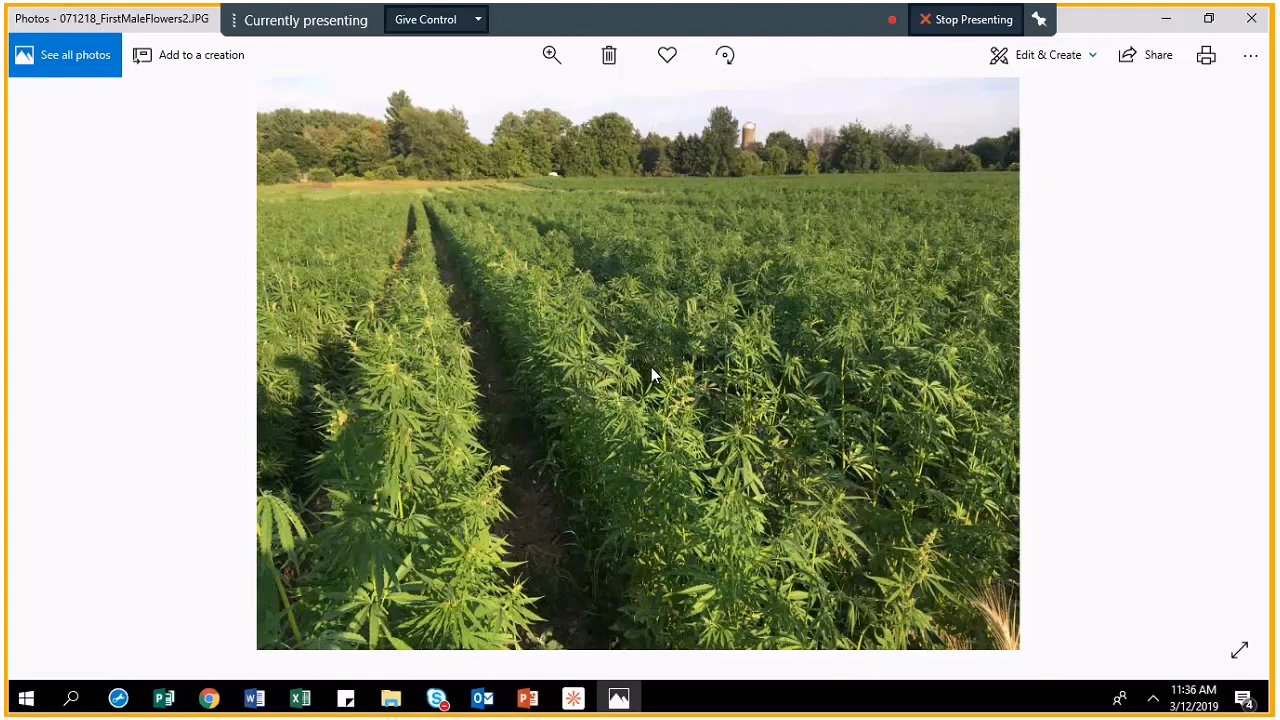 Photos - 071218_FirstMaleFlowers2.JPG
Currently presenting
Give Control
Stop Presenting
See all photos
Add to a creation
Edit & Create
Share
11:36 AM
3/12/2019
4